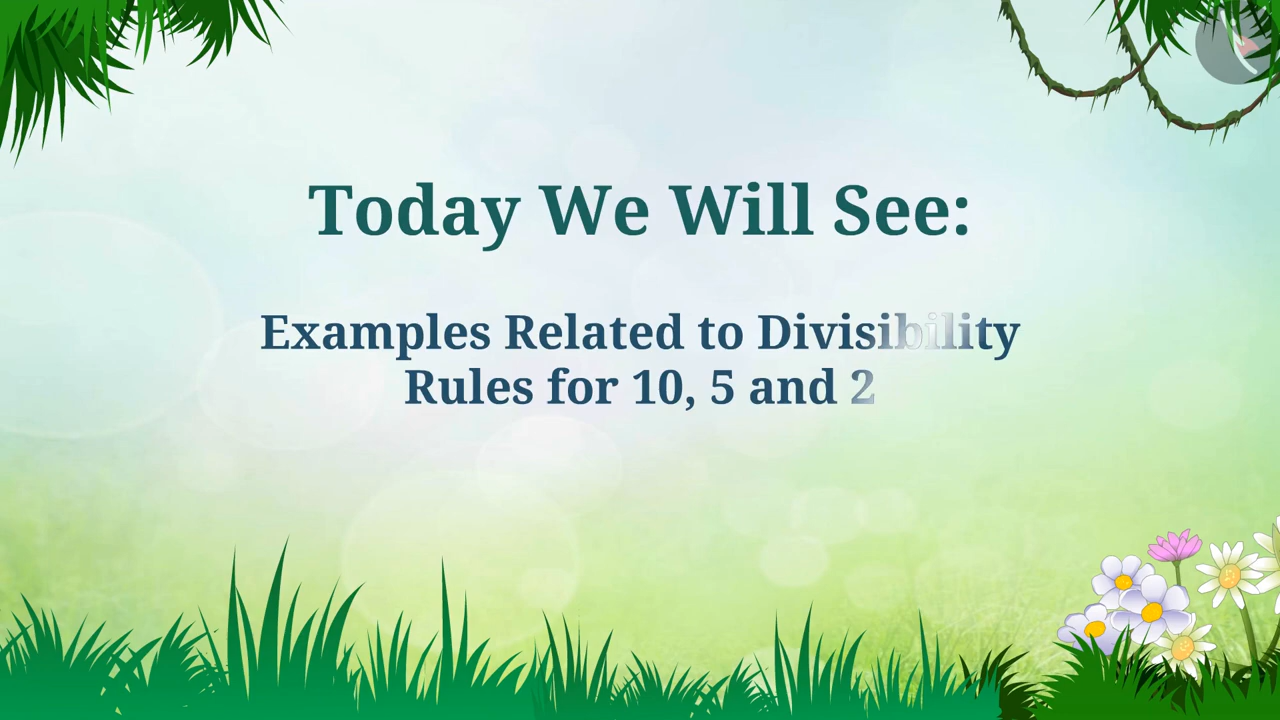 Today We Will See:
Examples Related to Divisibility
Rules for 10, 5 and 2